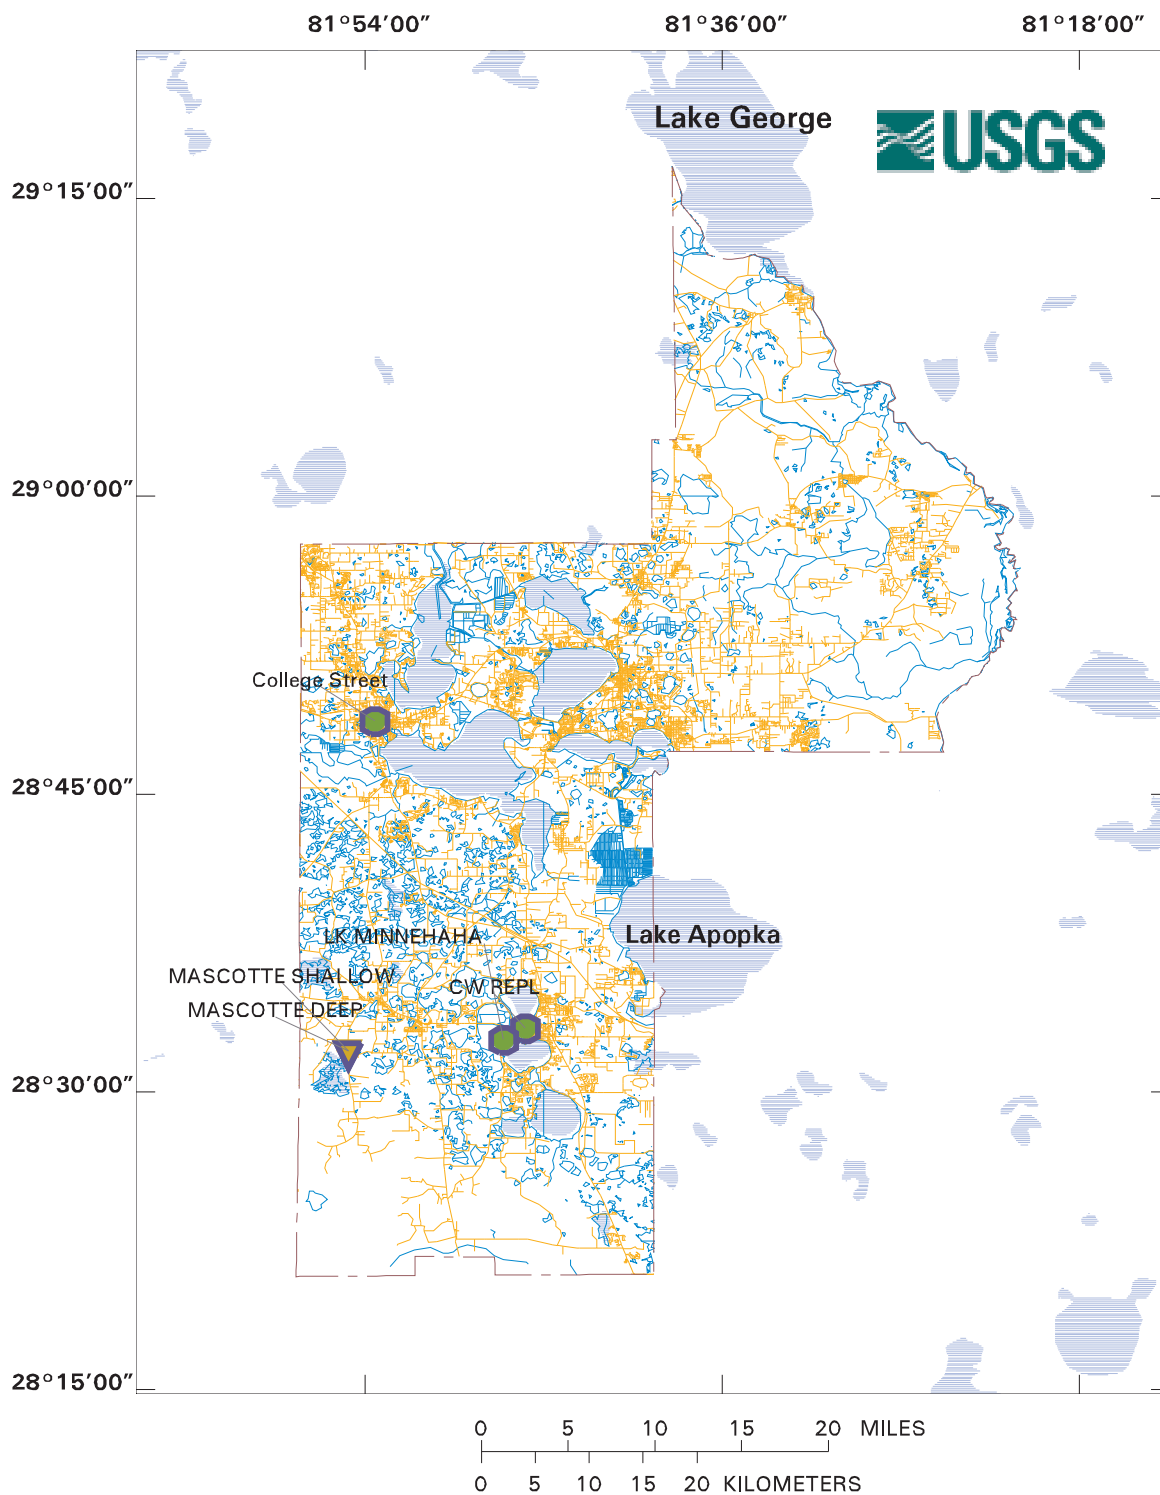 81°54′00″ 81°36′00″ 81°18′00″
Lake George
USGS
29°15′00″
29°00′00″
College Street
28°45′00″
LK MINNEHAHA
Lake Apopka
MASCOTTE SHALLOW
CW REPL
MASCOTTE DEEP
28°30′00″
28°15′00″
0 5 10 15 20 MILES
0 5 10 15 20 KILOMETERS